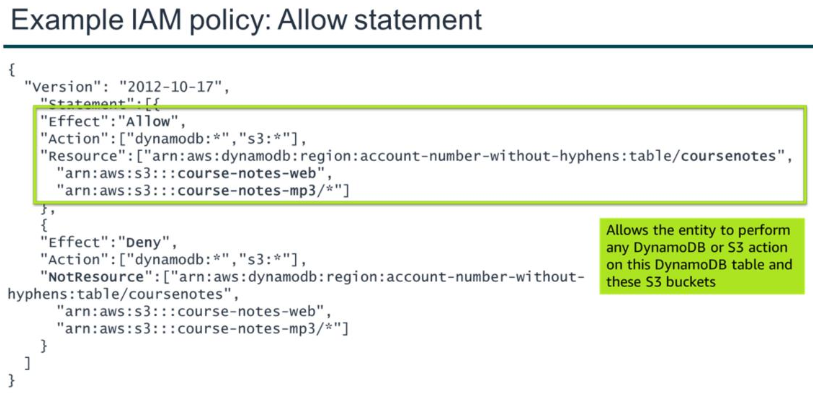 Example IAM policy: Allow statement
{
"Version": "2012-10-17",
"Statement":[{
"Effect":"Allow",
"Action":["dynamodb:*","s3:*"],
"Resource":["arn:aws:dynamodb:region:account-number-without-hyphens:table/coursenotes",
"arn:aws:s3:::course-notes-web",
"arn:aws:s3:::course-notes-mp3/*"]
},
{
"Effect":"Deny",
"Action":["dynamodb:*","s3:*"],
"NotResource":["arn:aws:dynamodb:region:account-number-without-
hyphens:table/coursenotes",
"arn:aws:s3:::course-notes-web",
"arn:aws:s3:::course-notes-mp3/*"]
}
]
}
Allows the entity to perform
any DynamoDB or S3 action
on this DynamoDB table and
these S3 buckets